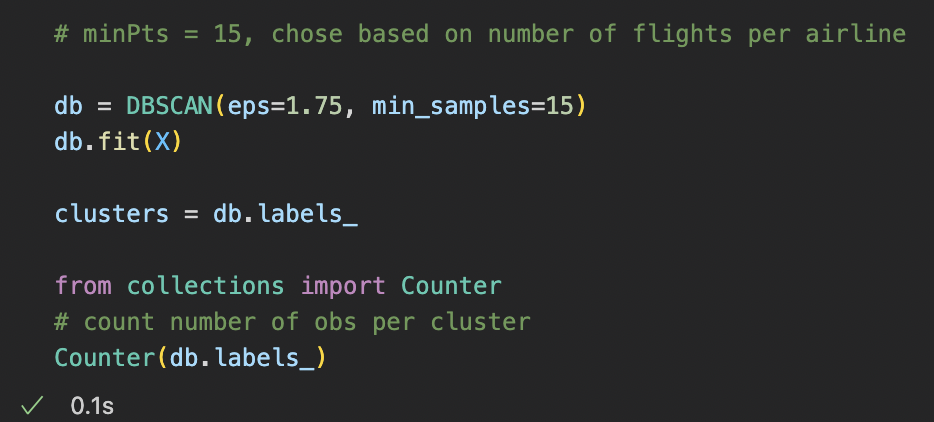 # minPts = 15, chose based on number of flights per airline
db = DBSCAN(eps=1.75, min_samples=15)
db.fit(X)
clusters = db.labels_
from collections import Counter
# count number of obs per cluster
Counter(db.labels_)
✓ 0.1s